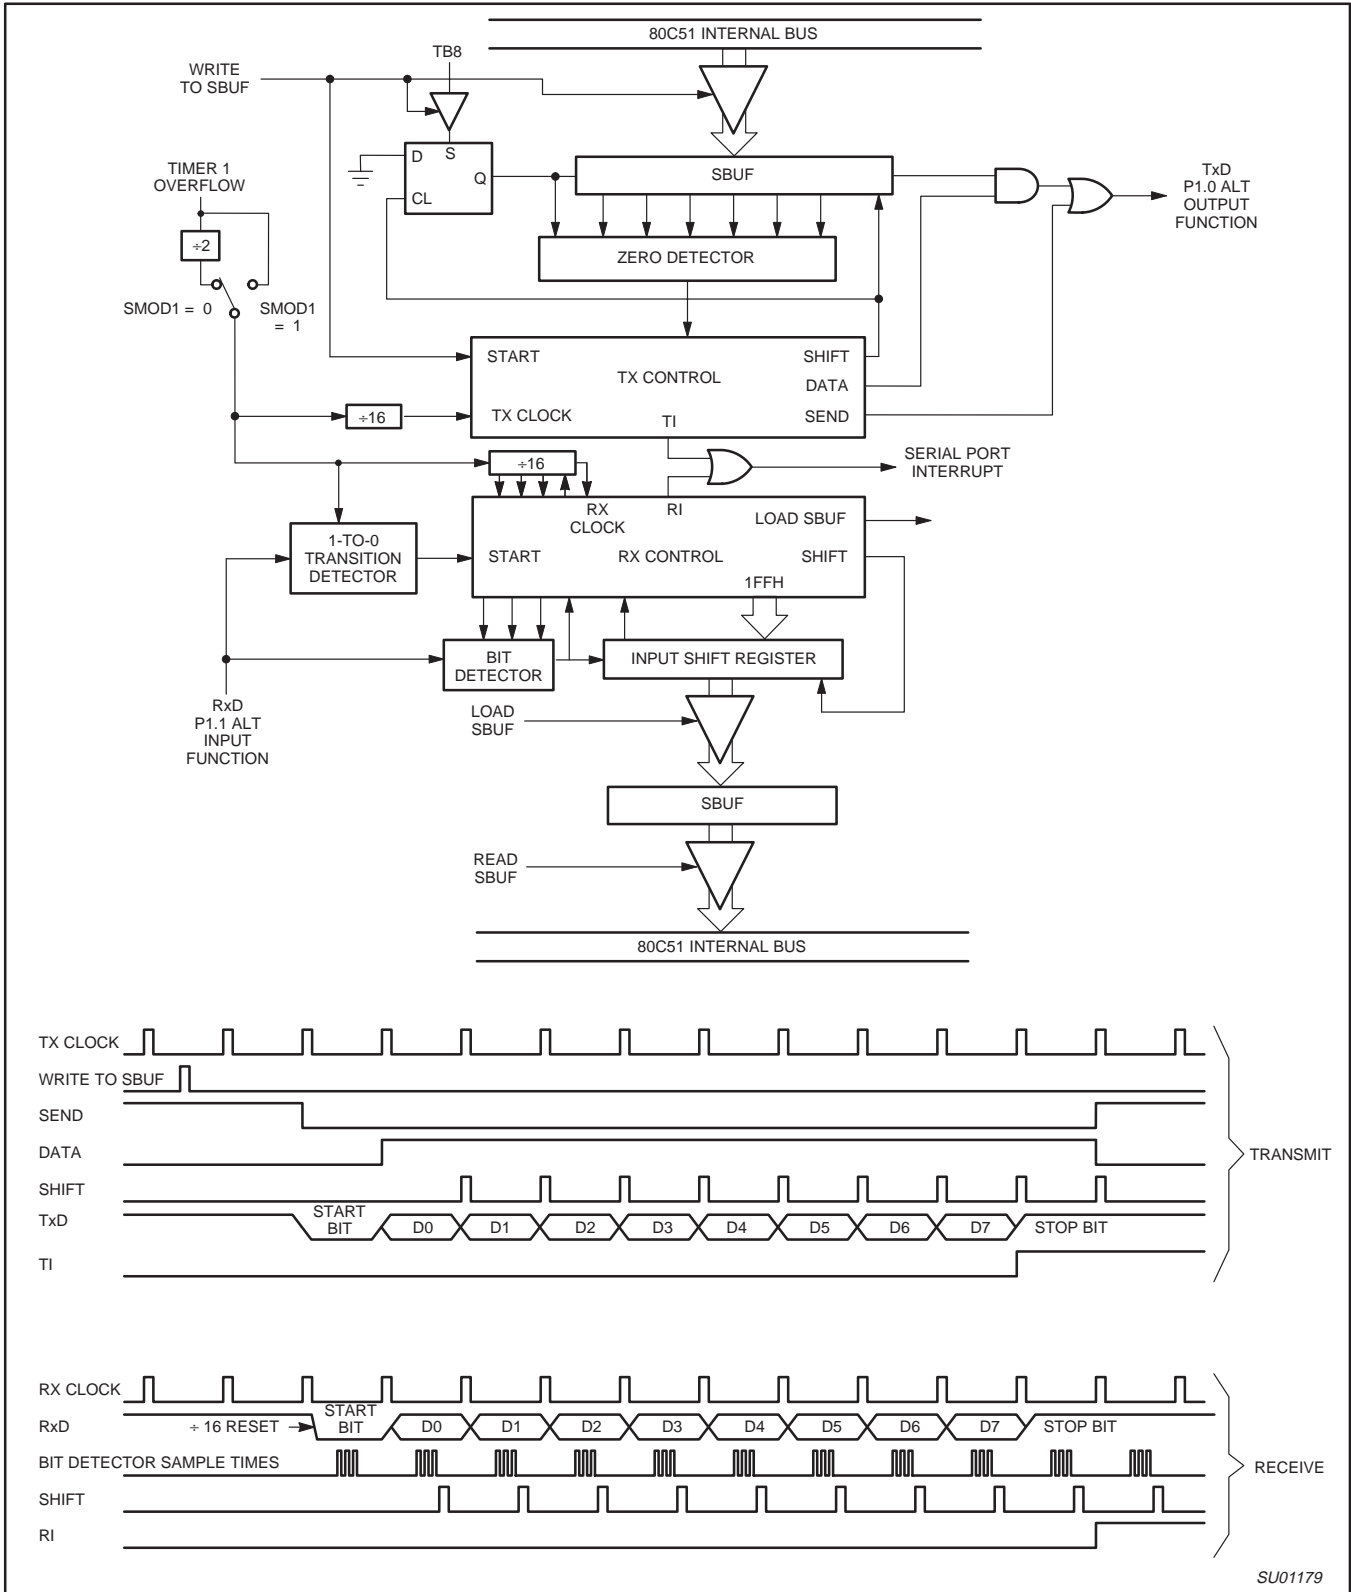 80C51 INTERNAL BUS
TB8
WRITE
TO SBUF
D
S
Q
CL
SBUF
TIMER 1
OVERFLOW
÷2
TxD
P1.0 ALT
OUTPUT
FUNCTION
ZERO DETECTOR
SMOD1 = 0
SMOD1
= 1
START
SHIFT
TX CONTROL
DATA
÷16
TX CLOCK
TI
SEND
SERIAL PORT
INTERRUPT
÷16
RX
CLOCK
RI
LOAD SBUF
1-TO-0
TRANSITION
DETECTOR
START
RX CONTROL
SHIFT
1FFH
BIT
DETECTOR
INPUT SHIFT REGISTER
RxD
P1.1 ALT
INPUT
FUNCTION
LOAD
SBUF
SBUF
READ
SBUF
80C51 INTERNAL BUS
TX CLOCK
WRITE TO SBUF
SEND
DATA
TRANSMIT
SHIFT
TxD
START
BIT
D0 D1 D2 D3 D4 D5 D6 D7 STOP BIT
TI
RX CLOCK
RxD
÷ 16 RESET
START
BIT
D0 D1 D2 D3 D4 D5 D6 D7 STOP BIT
BIT DETECTOR SAMPLE TIMES
RECEIVE
SHIFT
RI
SU01179